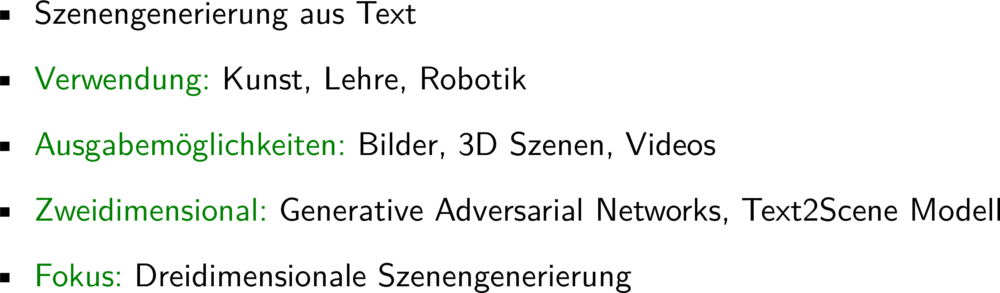 ▪ Szenengenerierung aus Text
▪ Verwendung: Kunst, Lehre, Robotik
▪ Ausgabemöglichkeiten: Bilder, 3D Szenen, Videos
▪ Zweidimensional: Generative Adversarial Networks, Text2Scene Modell
▪ Fokus: Dreidimensionale Szenengenerierung